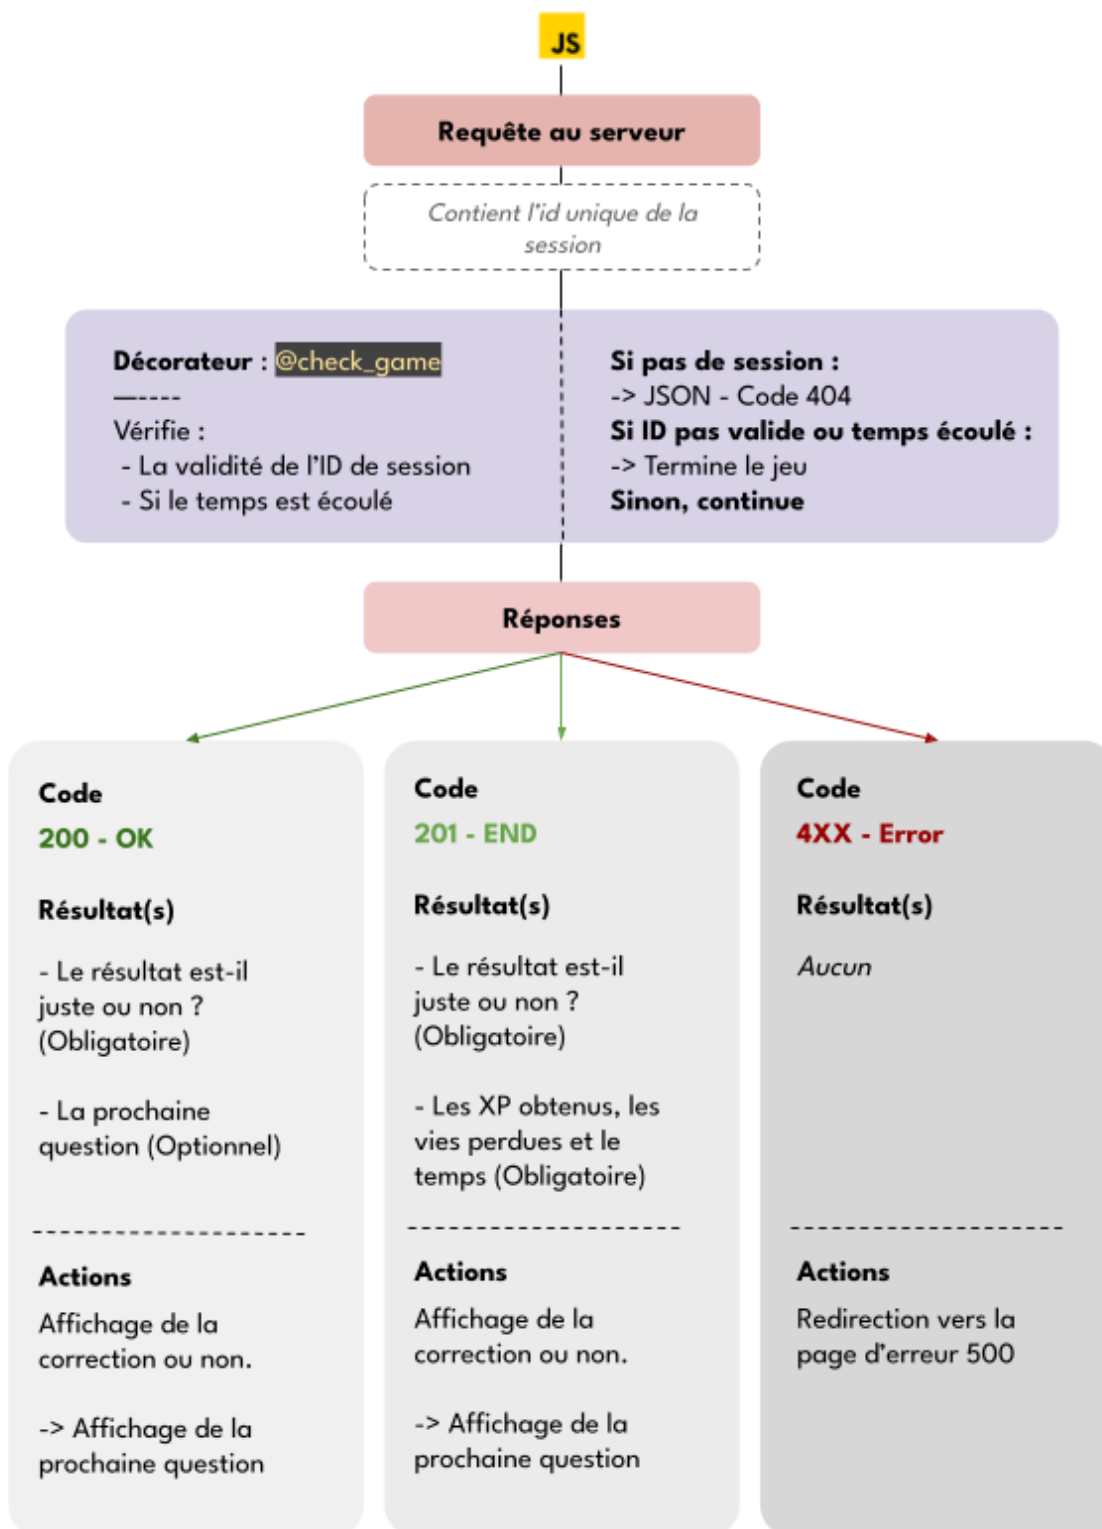 JS
Requête au serveur
Contient l'id unique de la
session
Décorateur : @check_game
—----
Vérifie :
- La validité de l'ID de session
- Si le temps est écoulé
Si pas de session :
-> JSON - Code 404
Si ID pas valide ou temps écoulé :
-> Termine le jeu
Sinon, continue
Réponses
Code
200 - OK
Résultat(s)
- Le résultat est-il
juste ou non ?
(Obligatoire)
- La prochaine
question (Optionnel)
Actions
Affichage de la
correction ou non.
-> Affichage de la
prochaine question
Code
201 - END
Résultat(s)
- Le résultat est-il
juste ou non ?
(Obligatoire)
- Les XP obtenus, les
vies perdues et le
temps (Obligatoire)
Actions
Affichage de la
correction ou non.
-> Affichage de la
prochaine question
Code
4XX - Error
Résultat(s)
Aucun
Actions
Redirection vers la
page d'erreur 500